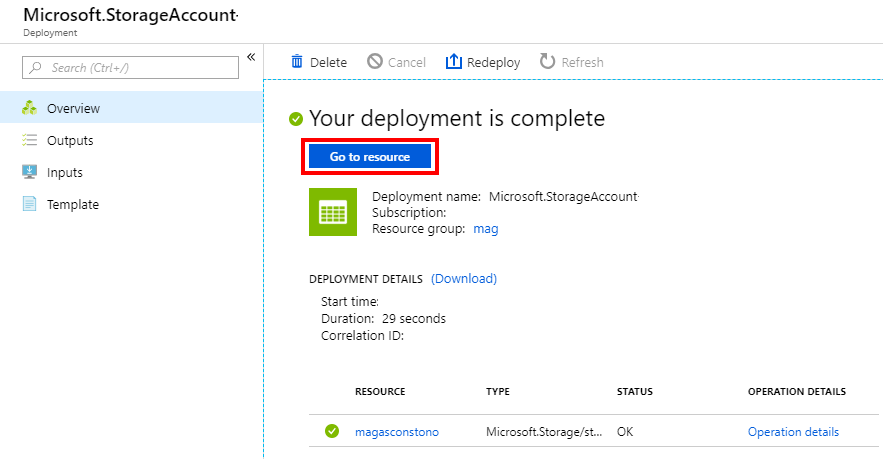 Microsoft.StorageAccount-
Deployment
Search (Ctrl+/)
«
Overview
Outputs
Inputs
Template
Delete Cancel Redeploy Refresh
Your deployment is complete
Go to resource
Deployment name: Microsoft.StorageAccount
Subscription:
Resource group: mag
DEPLOYMENT DETAILS (Download)
Start time:
Duration: 29 seconds
Correlation ID:
RESOURCE TYPE STATUS OPERATION DETAILS
magasconstono Microsoft.Storage/st... OK Operation details